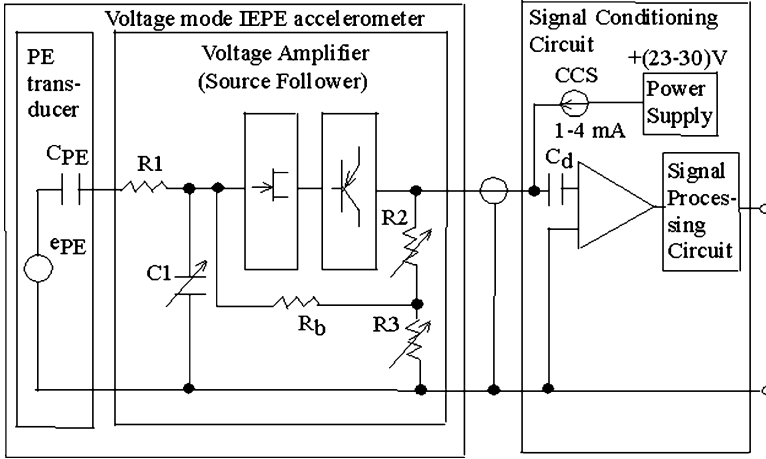 Voltage mode IEPE accelerometer
PE
trans-
ducer
Voltage Amplifier
(Source Follower)
Signal Conditioning
Circuit
+(23-30)V
CCS
Power
Supply
1-4 mA
CPE
R1
Cd
Signal
Proces-
sing
Circuit
R2
ePE
C1
Rb
R3